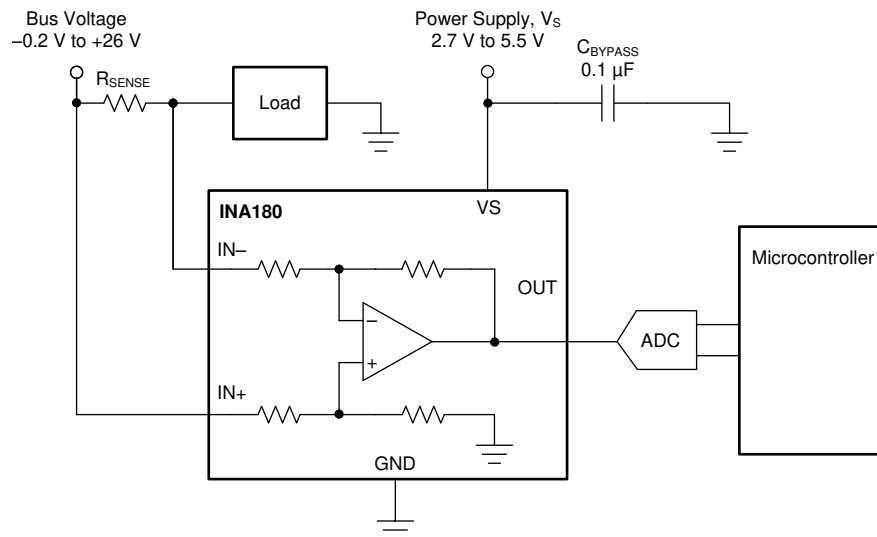 Bus Voltage
–0.2 V to +26 V
Power Supply, VS
2.7 V to 5.5 V
CBYPASS
0.1 µF
RSENSE
Load
INA180
VS
Microcontroller
IN–
OUT
–
ADC
+
IN+
GND